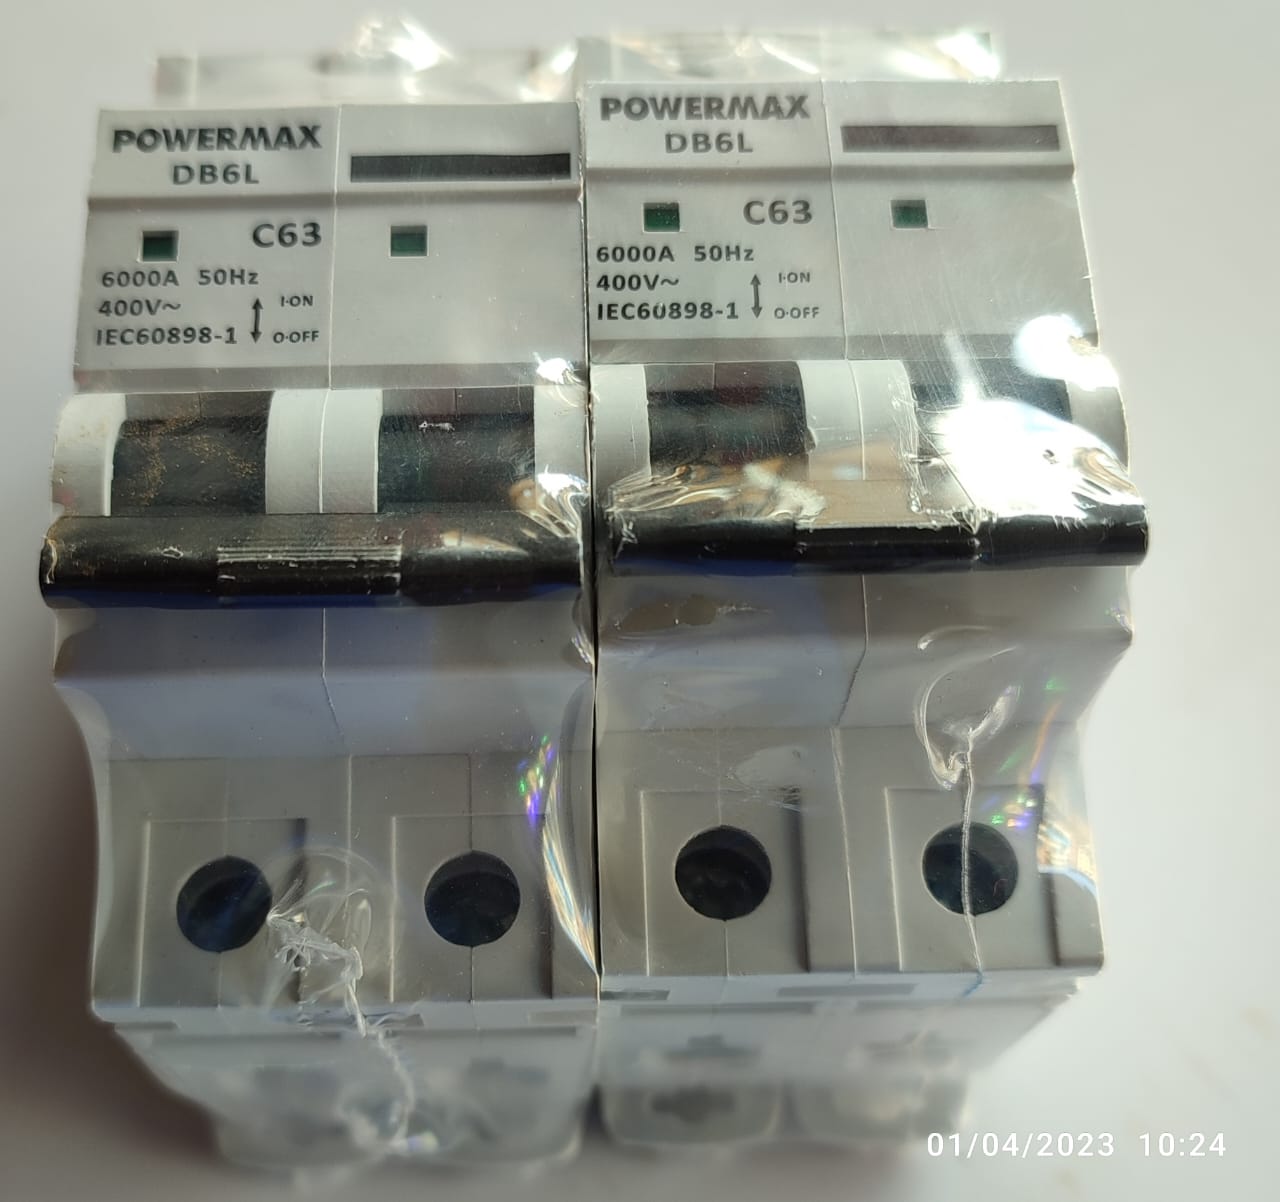 POWERMAX
DB6L
C63
6000A 50Hz
400V~
I·ON
IEC60898-1
O·OFF
POWERMAX
DB6L
C63
6000A 50Hz
400V~
I·ON
IEC60898-1
O·OFF
01/04/2023 10:24